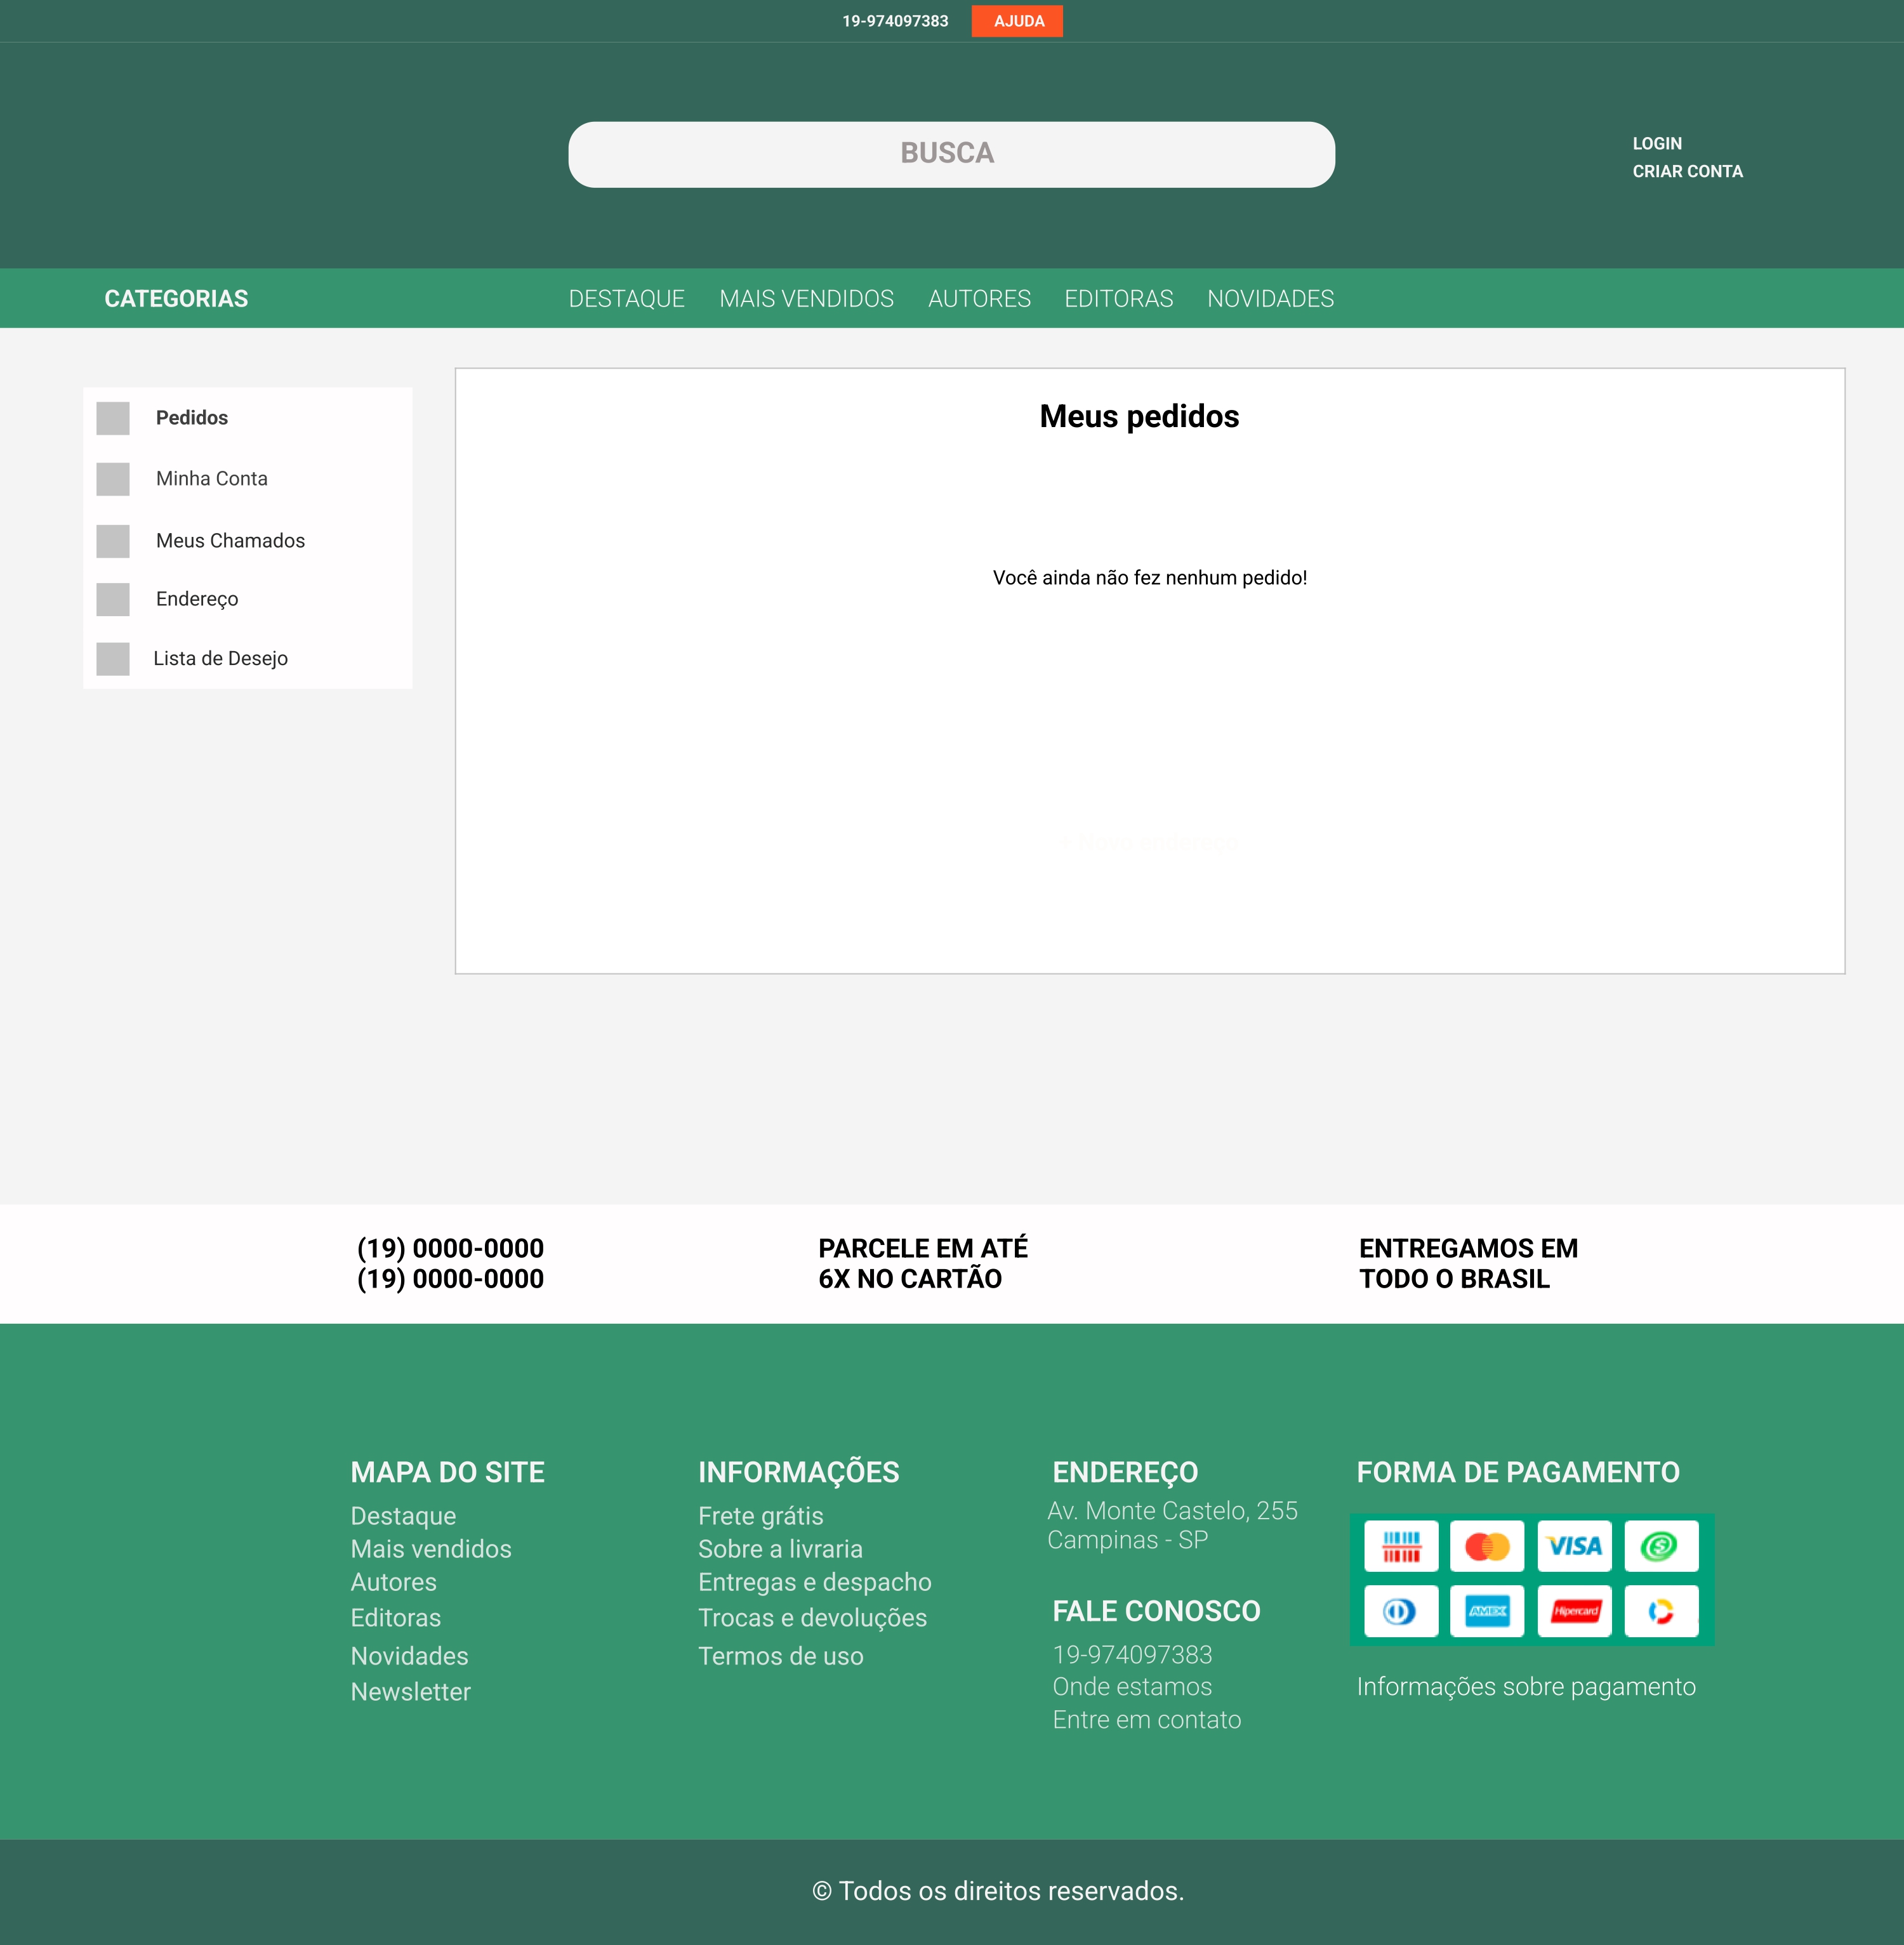 19-974097383 AJUDA
BUSCA
LOGIN
CRIAR CONTA
CATEGORIAS DESTAQUE MAIS VENDIDOS AUTORES EDITORAS NOVIDADES
Pedidos
Minha Conta
Meus Chamados
Endereço
Lista de Desejo
Meus pedidos
Você ainda não fez nenhum pedido!
(19) 0000-0000
(19) 0000-0000
PARCELE EM ATÉ
6X NO CARTÃO
ENTREGAMOS EM
TODO O BRASIL
MAPA DO SITE
Destaque
Mais vendidos
Autores
Editoras
Novidades
Newsletter
INFORMAÇÕES
Frete grátis
Sobre a livraria
Entregas e despacho
Trocas e devoluções
Termos de uso
ENDEREÇO
Av. Monte Castelo, 255
Campinas - SP
FALE CONOSCO
19-974097383
Onde estamos
Entre em contato
FORMA DE PAGAMENTO
VISA
AMEX
Hipercard
Informações sobre pagamento
© Todos os direitos reservados.